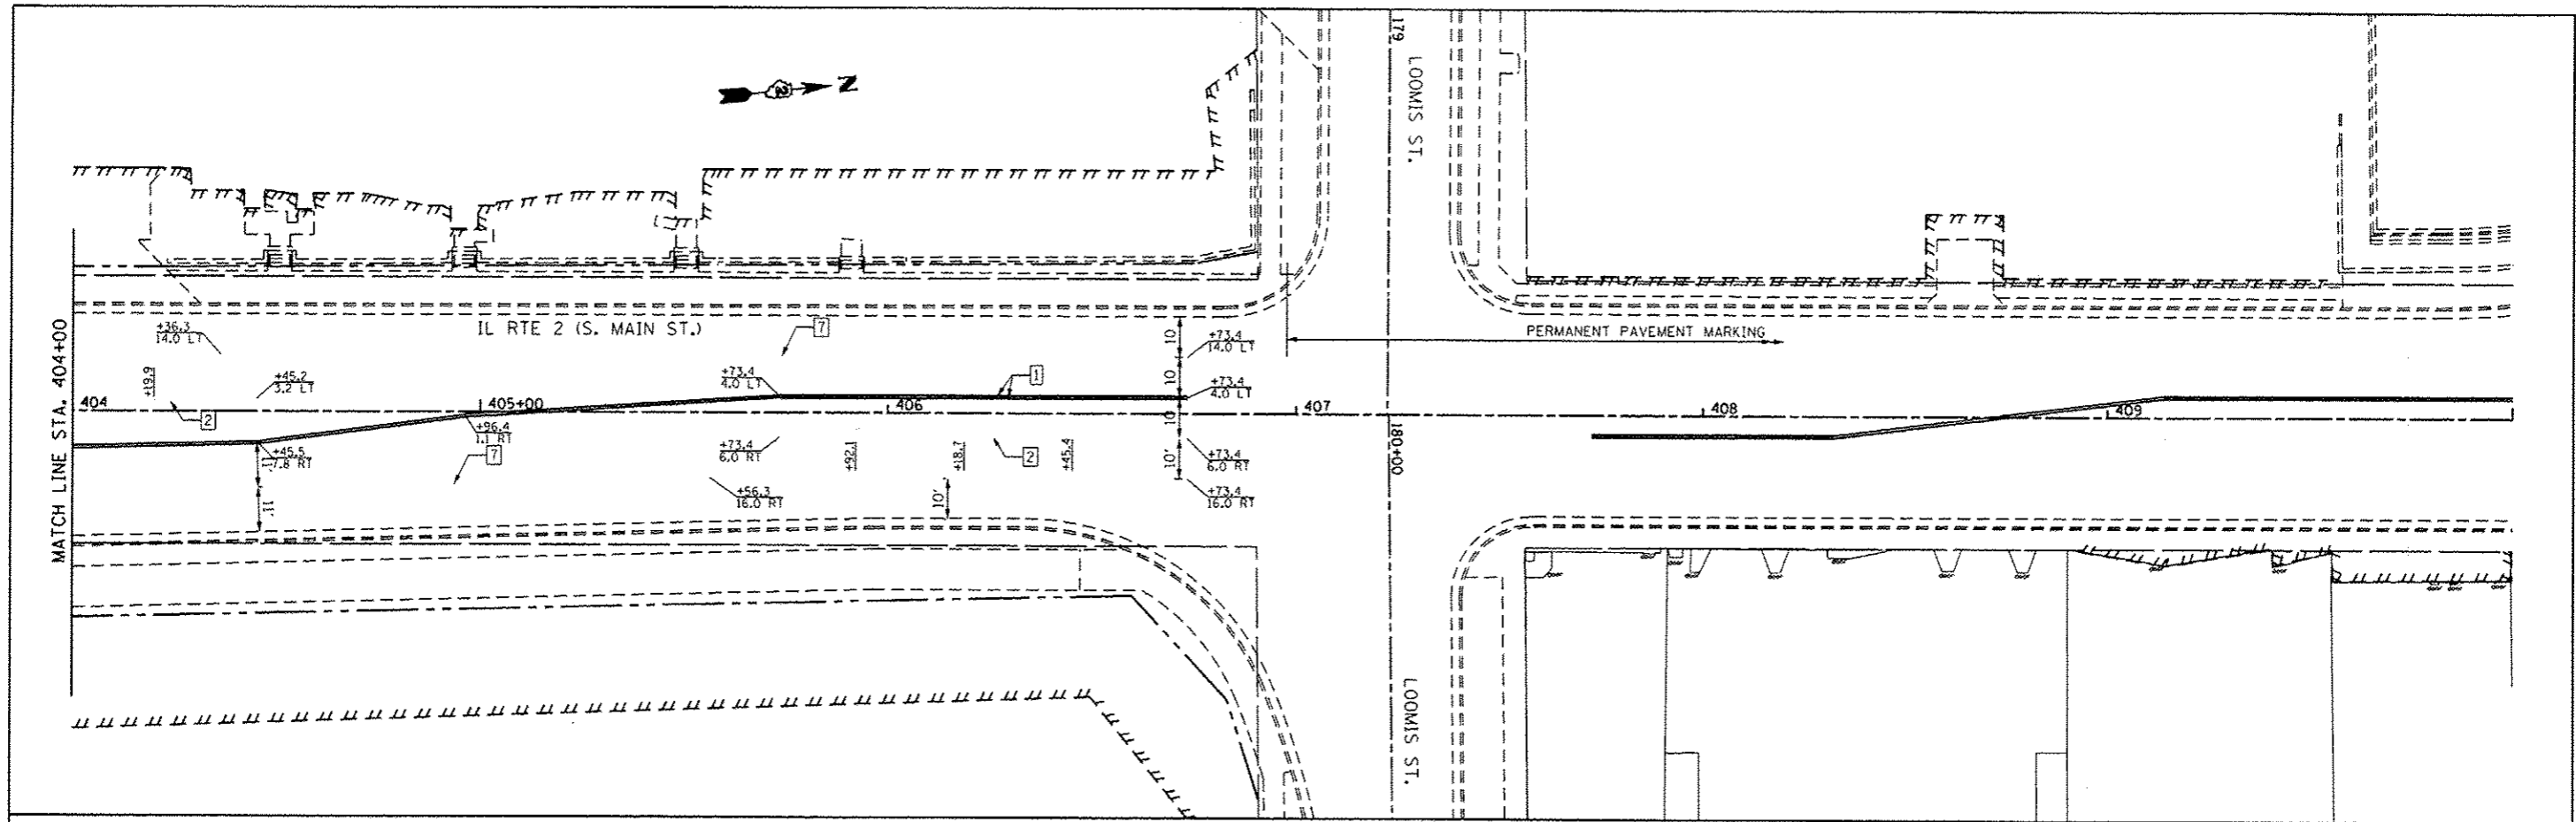 179
LOOMIS ST.
N
MATCH LINE STA. 404+00
IL RTE 2 (S. MAIN ST.)
7
PERMANENT PAVEMENT MARKING
+36.3
14.0 LT
10
+73.4
14.0 LT
+19.9
+45.2
3.2 LT
+73.4
4.0 LT
1
10
+73.4
4.0 LT
404
2
405+00
406
407
408
409
+96.4
1.1 RT
10
180+00
+45.5
7.8 RT
11'
7
+73.4
6.0 RT
+92.1
+18.7
2
+45.4
10'
+73.4
6.0 RT
+56.3
16.0 RT
10'
+73.4
16.0 RT
11'
LOOMIS ST.